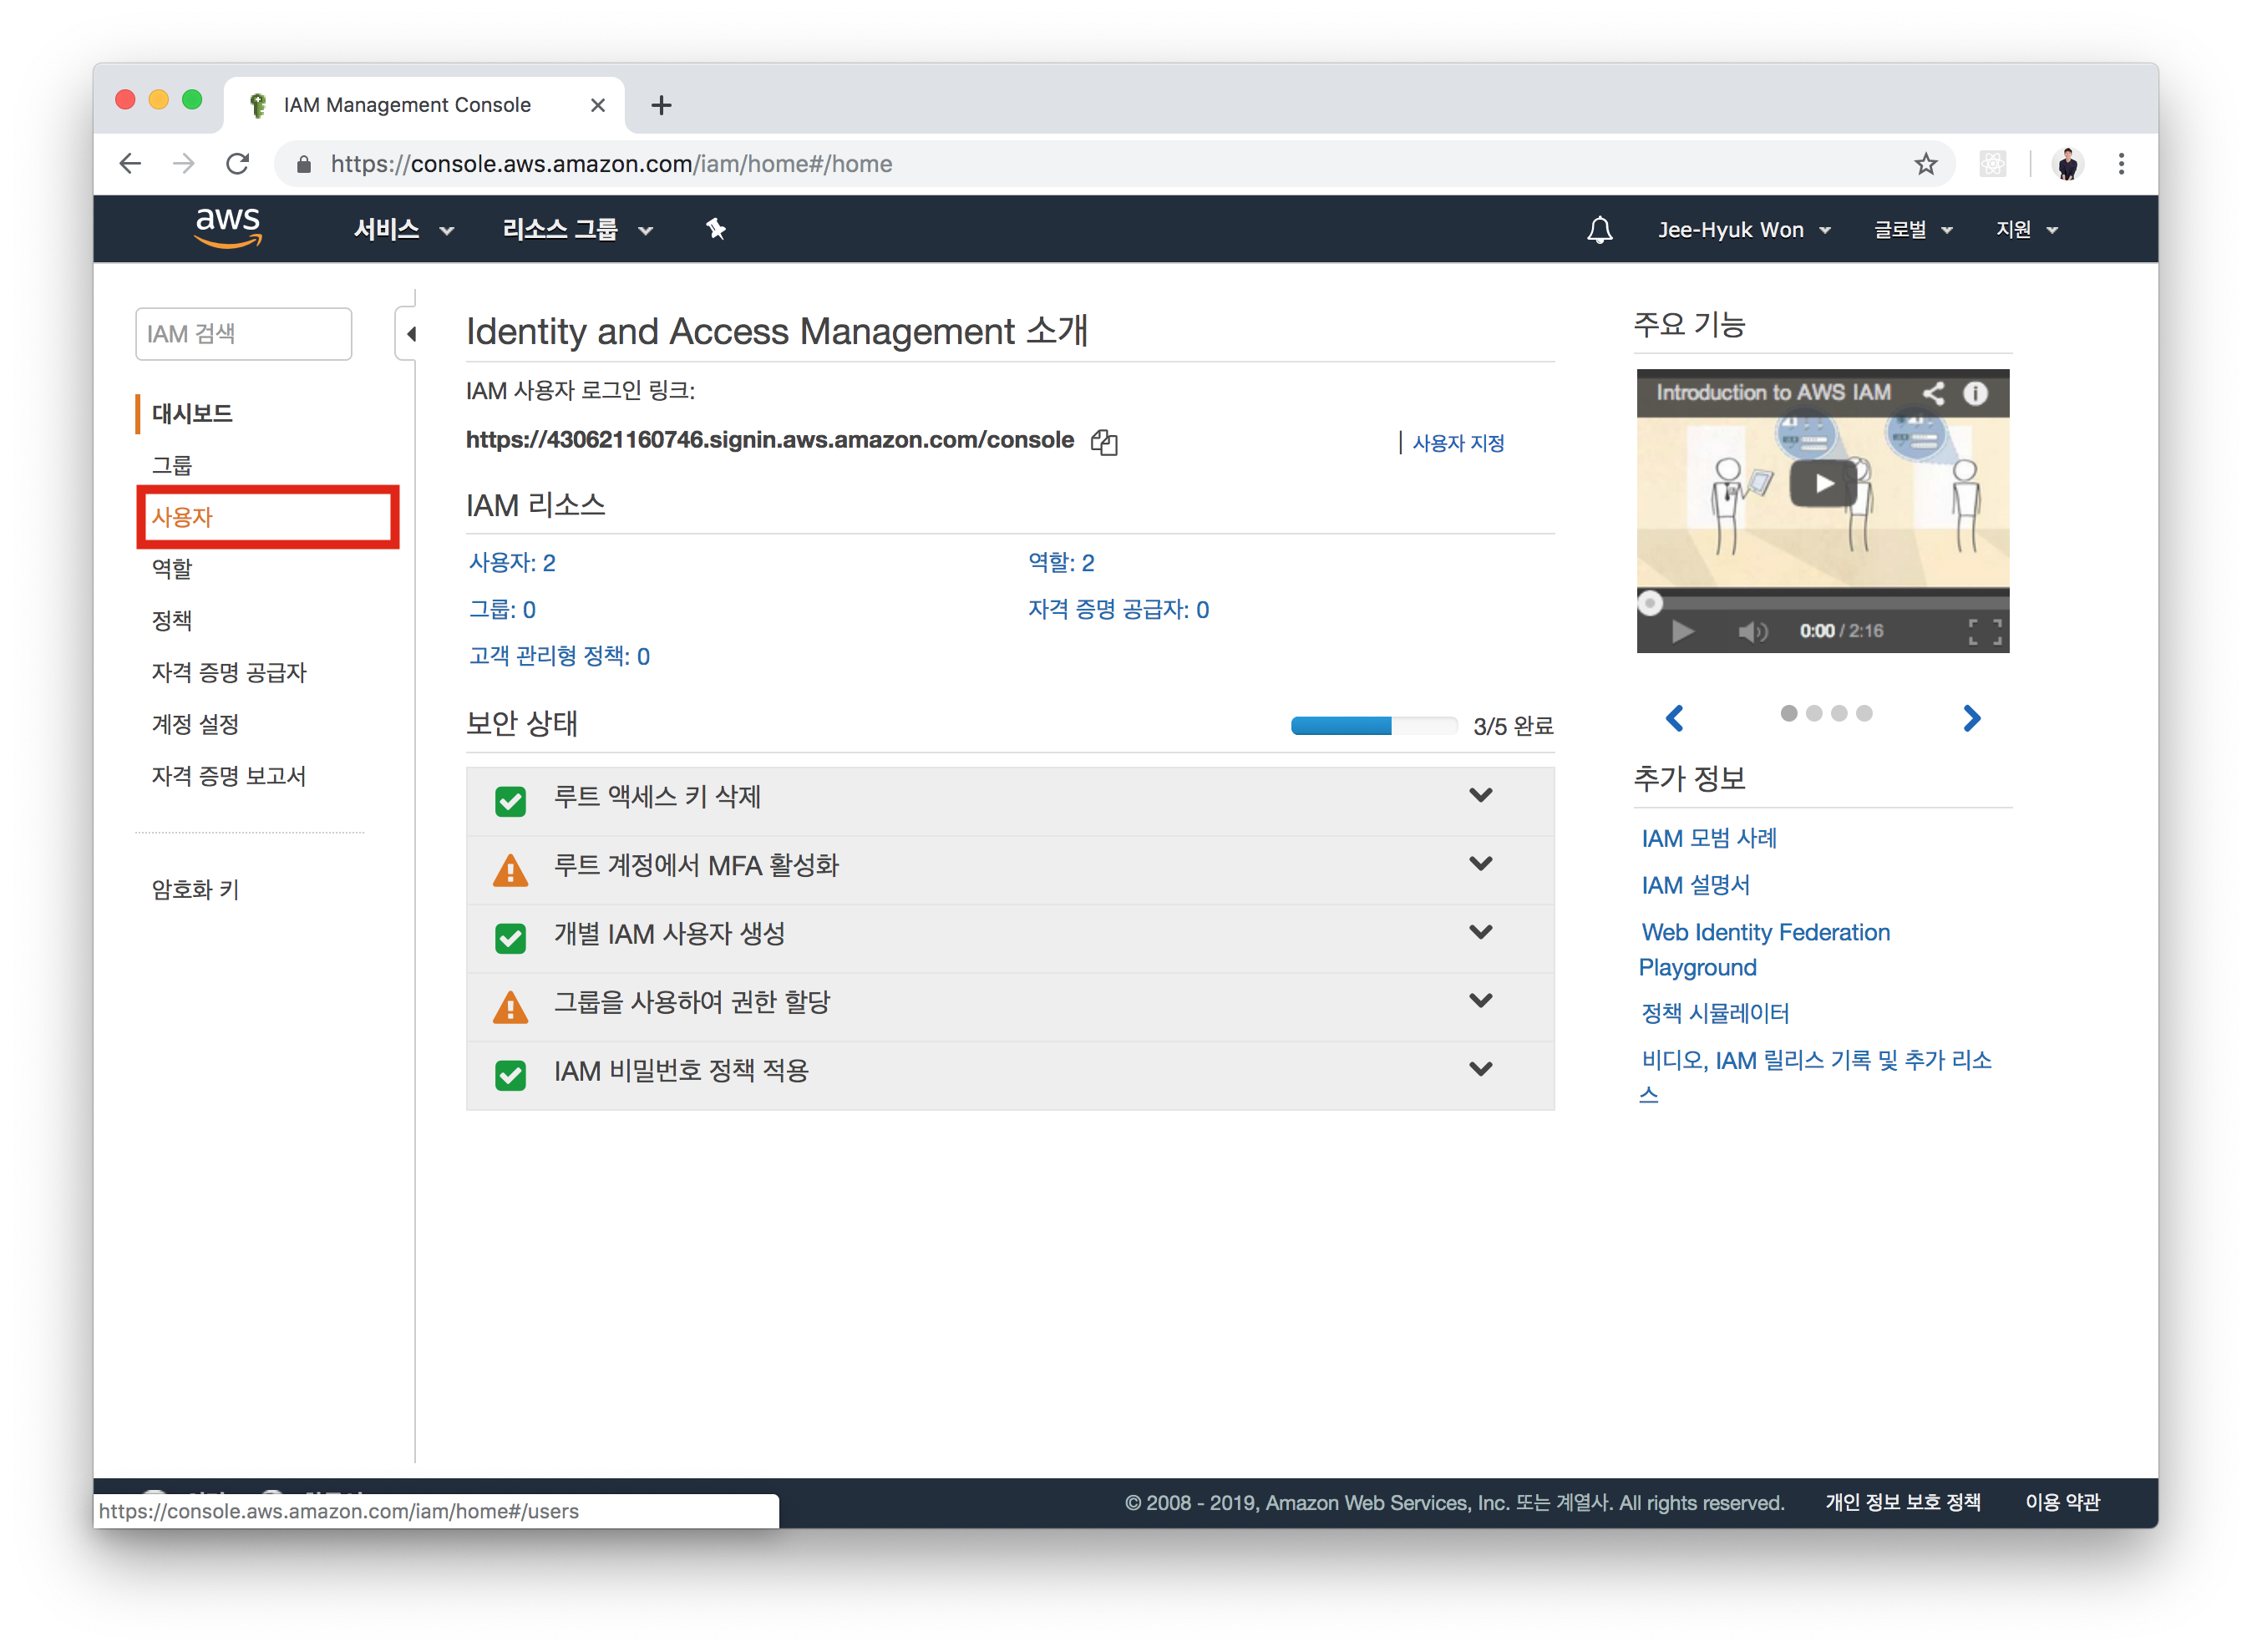 IAM Management Console
https://console.aws.amazon.com/iam/home#/home
aws
서비스
리소스 그룹
Jee-Hyuk Won
글로벌
지원
IAM 검색
대시보드
그룹
사용자
역할
정책
자격 증명 공급자
계정 설정
자격 증명 보고서
암호화 키
Identity and Access Management 소개
IAM 사용자 로그인 링크:
https://430621160746.signin.aws.amazon.com/console
사용자 지정
IAM 리소스
사용자: 2
역할: 2
그룹: 0
자격 증명 공급자: 0
고객 관리형 정책: 0
보안 상태
3/5 완료
루트 액세스 키 삭제
루트 계정에서 MFA 활성화
개별 IAM 사용자 생성
그룹을 사용하여 권한 할당
IAM 비밀번호 정책 적용
주요 기능
Introduction to AWS IAM
0:00 / 2:16
추가 정보
IAM 모범 사례
IAM 설명서
Web Identity Federation
Playground
정책 시뮬레이터
비디오, IAM 릴리스 기록 및 추가 리소
스
https://console.aws.amazon.com/iam/home#/users
© 2008 - 2019, Amazon Web Services, Inc. 또는 계열사. All rights reserved.
개인 정보 보호 정책
이용 약관